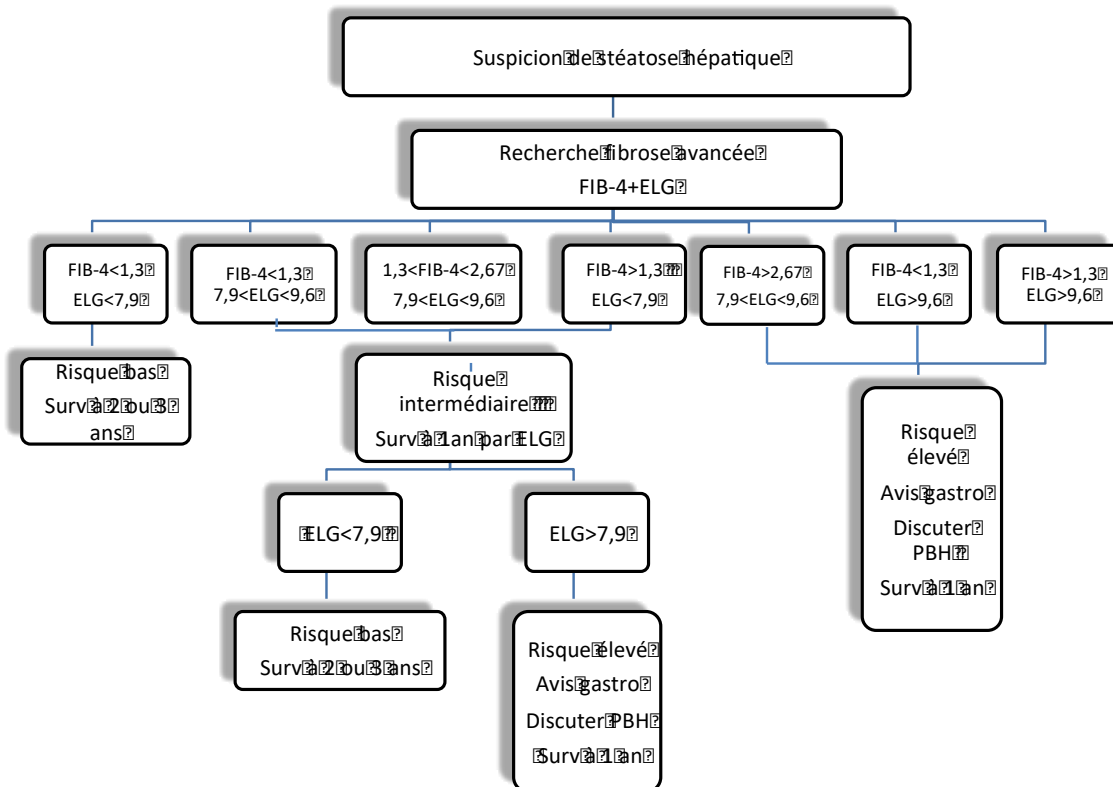 Suspicion de stéatose hépatique
Recherche fibrose avancée
FIB-4+ELG
FIB-4<1,3
ELG<7,9
FIB-4<1,3
7,9<ELG<9,6
1,3<FIB-4<2,67
7,9<ELG<9,6
FIB-4>1,3
ELG<7,9
FIB-4>2,67
7,9<ELG<9,6
FIB-4<1,3
ELG>9,6
FIB-4>1,3
ELG>9,6
Risque bas
Surv à 2 ou 3
ans
Risque
intermédiaire
Surv à 1an par ELG
Risque
élevé
Avis gastro
Discuter
PBH
Surv à 1 an
ELG<7,9
ELG>7,9
Risque bas
Surv à 2 ou 3 ans
Risque élevé
Avis gastro
Discuter PBH
Surv à 1 an